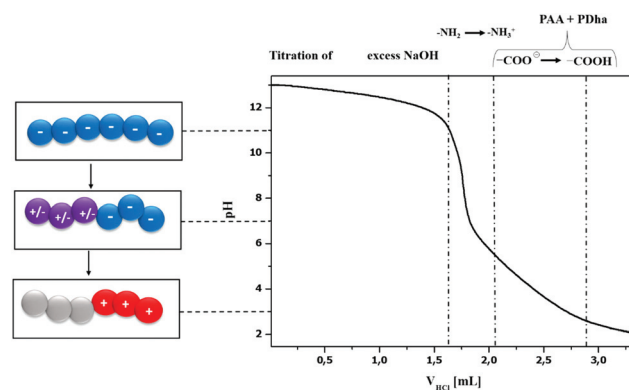 PAA + PDha
-NH₂ → -NH₃⁺
Titration of excess NaOH
−COO⊖ → −COOH
- - - - - -
+/- +/- +/- - - -
+ + +
pH
12
10
8
6
4
2
0,5 1,0 1,5 2,0 2,5 3,0
V_HCl [mL]